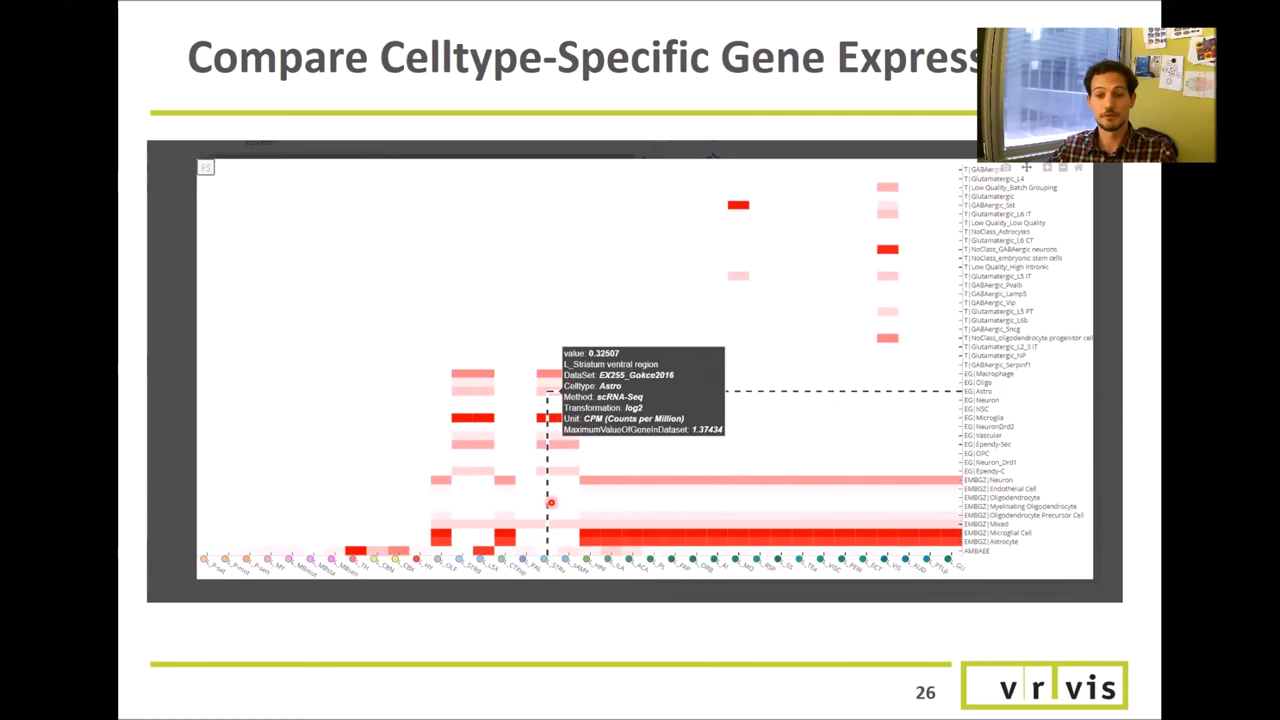 Compare Celltype-Specific Gene Express
T|Glutamatergic_L4
T|Low Quality_Batch Grouping
T|Glutamatergic
T|GABAergic_Sst
T|Glutamatergic_L6 IT
T|Low Quality_Low Quality
T|NoClass_Astrocytes
T|Glutamatergic_L6 CT
T|NoClass_GABAergic neurons
T|NoClass_embryonic stem cells
T|Low Quality_High Intronic
T|Glutamatergic_L5 IT
T|GABAergic_Pvalb
T|GABAergic_Lamp5
T|GABAergic_Vip
T|Glutamatergic_L5 PT
T|Glutamatergic_L6b
T|GABAergic_Sncg
T|NoClass_oligodendrocyte progenitor cell
T|Glutamatergic_L2_3 IT
T|Glutamatergic_NP
T|GABAergic_Serpinf1
EG|Macrophage
EG|Oligo
EG|Astro
EG|Neuron
EG|NSC
EG|Microglia
EG|NeuronDrd2
EG|Vascular
EG|Ependy-Sec
EG|OPC
EG|Neuron_Drd1
EG|Ependy-C
EMBGZ|Neuron
EMBGZ|Endothelial Cell
EMBGZ|Oligodendrocyte
EMBGZ|Myelinating Oligodendrocyte
EMBGZ|Oligodendrocyte Precursor Cell
EMBGZ|Mixed
EMBGZ|Microglial Cell
EMBGZ|Astrocyte
AMBAEE
value: 0.32507
L_Striatum ventral region
DataSet: EX255_Gokce2016
Celltype: Astro
Method: scRNA-Seq
Transformation: log2
Unit: CPM (Counts per Million)
MaximumValueOfGeneInDataset: 1.37434
26
vrvis